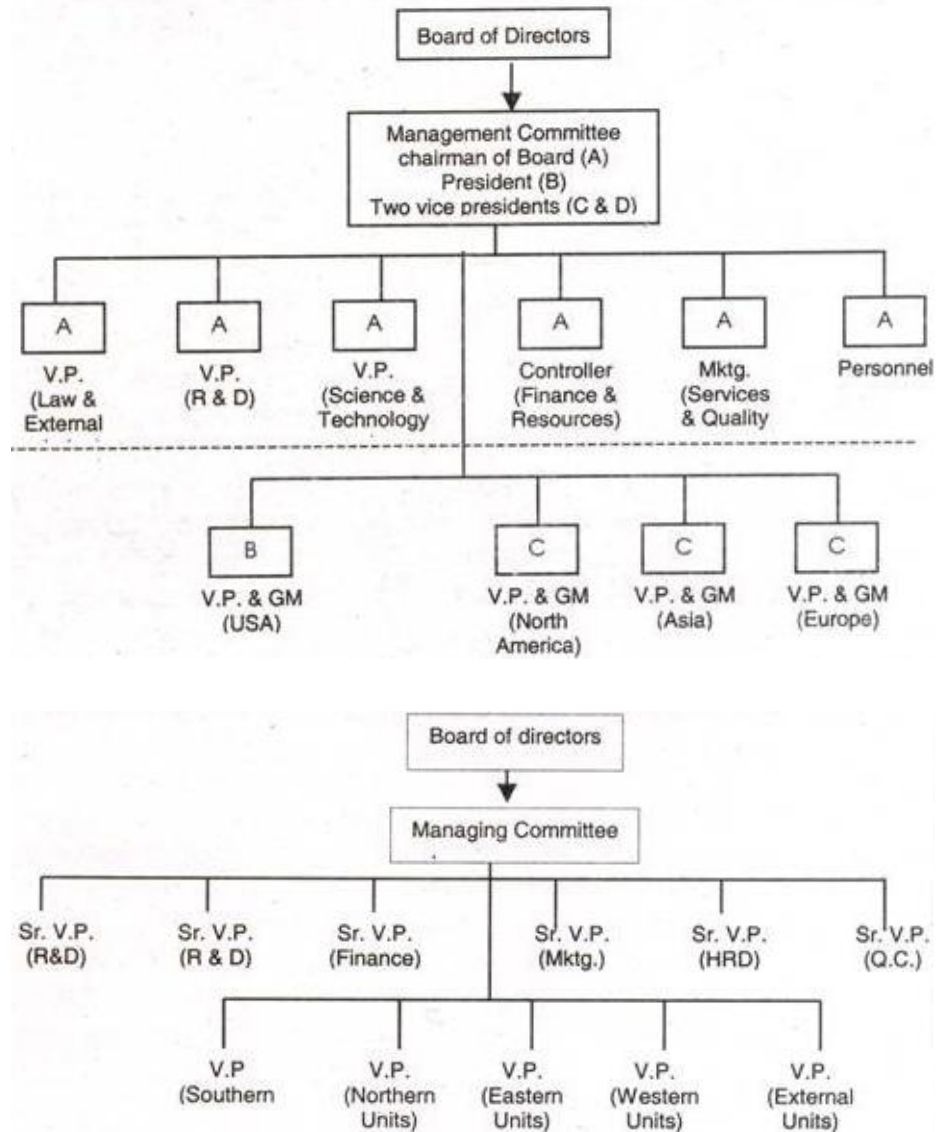 Board of Directors
Management Committee
chairman of Board (A)
President (B)
Two vice presidents (C & D)
A
A
A
A
A
A
V.P.
(Law &
External
V.P.
(R & D)
V.P.
(Science &
Technology
Controller
(Finance &
Resources)
Mktg.
(Services
& Quality
Personnel
B
C
C
C
V.P. & GM
(USA)
V.P. & GM
(North
America)
V.P. & GM
(Asia)
V.P. & GM
(Europe)
Board of directors
Managing Committee
Sr. V.P.
(R&D)
Sr. V.P.
(R & D)
Sr. V.P.
(Finance)
Sr. V.P.
(Mktg.)
Sr. V.P.
(HRD)
Sr. V.P.
(Q.C.)
V.P
(Southern
V.P.
(Northern
Units)
V.P.
(Eastern
Units)
V.P.
(Western
Units)
V.P.
(External
Units)